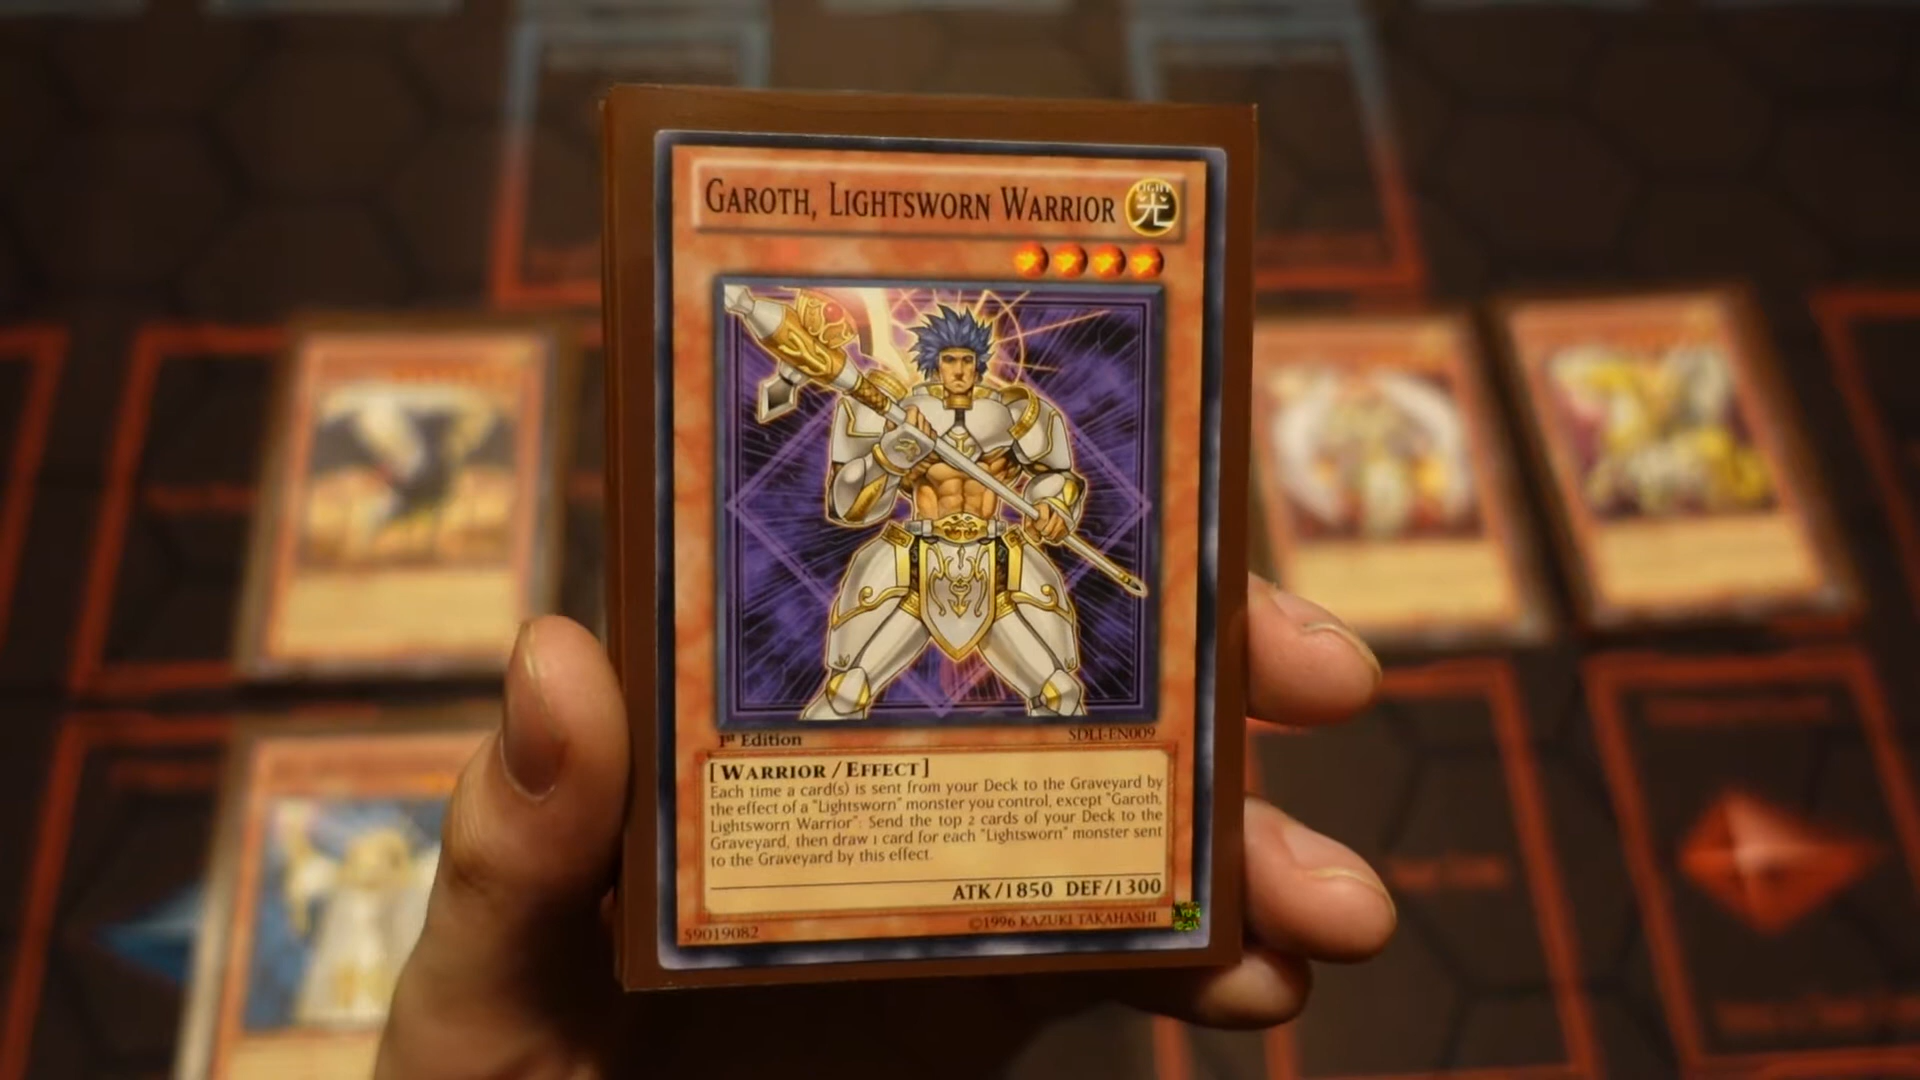 GAROTH, LIGHTSWORN WARRIOR
LIGHT
光
1st Edition
SDLI-EN009
[WARRIOR/EFFECT]
Each time a card(s) is sent from your Deck to the Graveyard by
the effect of a "Lightsworn" monster you control, except "Garoth,
Lightsworn Warrior": Send the top 2 cards of your Deck to the
Graveyard, then draw 1 card for each "Lightsworn" monster sent
to the Graveyard by this effect.
ATK/1850 DEF/1300
59019082
©1996 KAZUKI TAKAHASHI